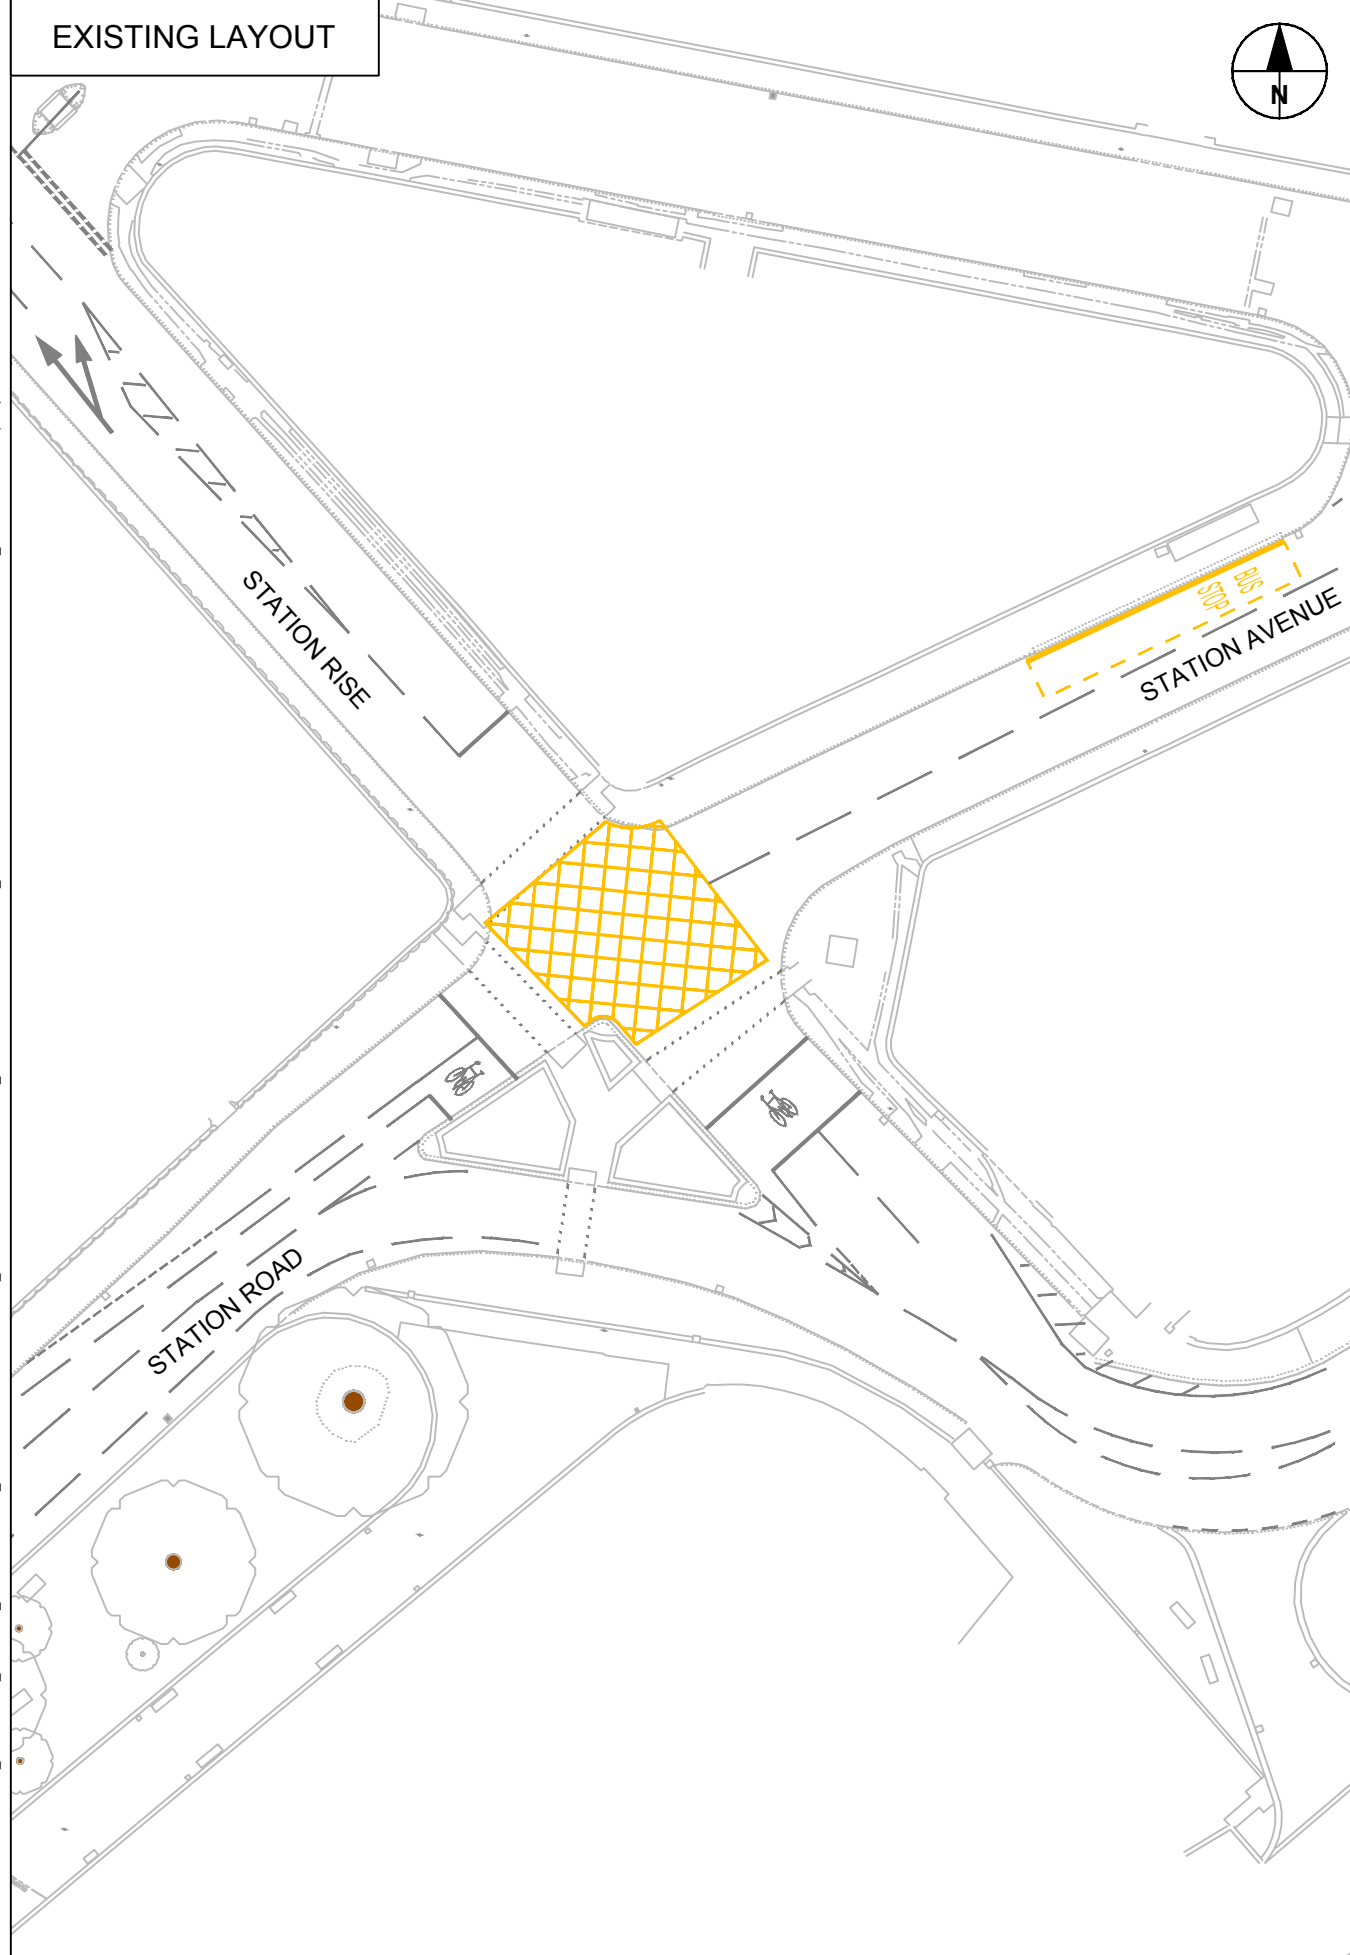 EXISTING LAYOUT
N
STATION RISE
BUS
STOP
STATION AVENUE
STATION ROAD